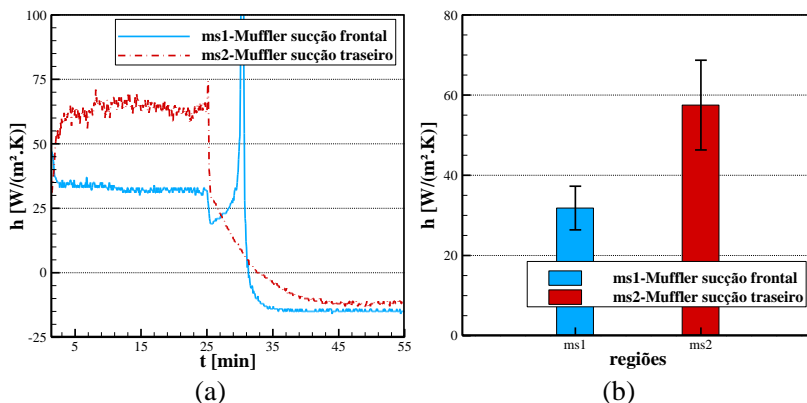 100
75
50
25
0
-25
h [W/(m².K)]
ms1-Muffler sucção frontal
ms2-Muffler sucção traseiro
5
15
25
35
45
55
t [min]
(a)
80
60
40
20
0
h [W/(m².K)]
ms1-Muffler sucção frontal
ms2-Muffler sucção traseiro
ms1
ms2
regiões
(b)